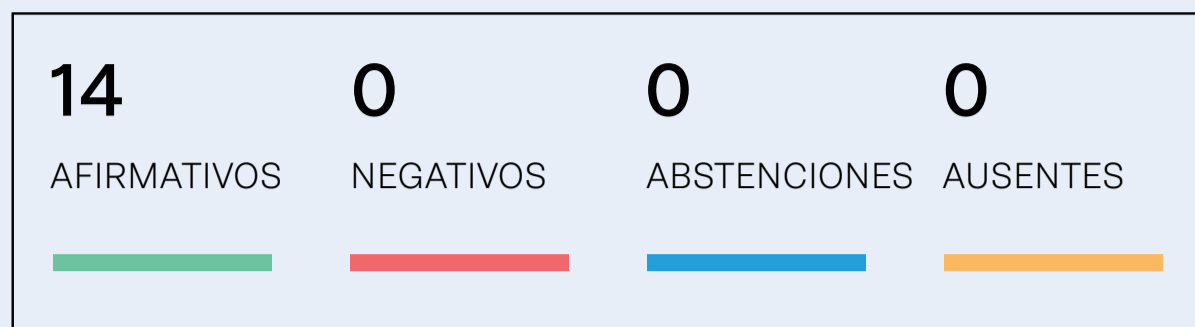 14 0 0 0
AFIRMATIVOS NEGATIVOS ABSTENCIONES AUSENTES